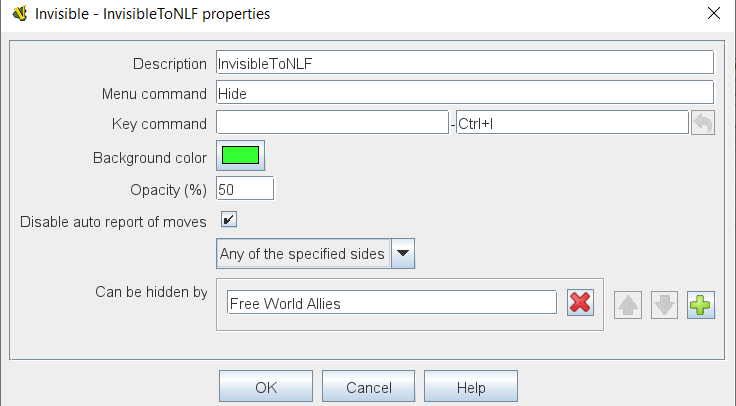 Invisible - InvisibleToNLF properties
Description InvisibleToNLF
Menu command Hide
Key command - Ctrl+I
Background color
Opacity (%) 50
Disable auto report of moves
Any of the specified sides
Can be hidden by
Free World Allies
OK Cancel Help